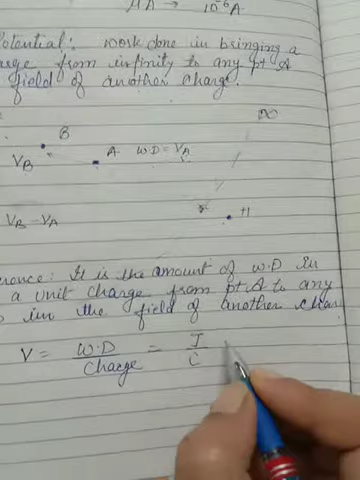 μA → 10⁻⁶A
Potential: work done in bringing a
charge from infinity to any pt A
field of another charge.
∞
B
V_B A W.D = V_A
V_B - V_A
+1
erence: It is the amount of W.D in
a unit charge from pt. A to any
in the field of another char
V = W.D / Charge = J / C